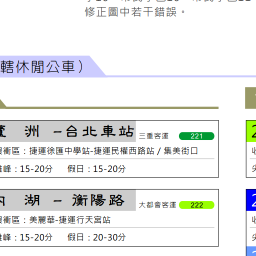 修正圖中若干錯誤。
轄休閒公車）
蘆 洲 －台北車站 三重客運 221
衝區：捷運徐匯中學站-捷運民權西路站 / 集美街口
峰：15-20分 假日：15-20分
內 湖 －衡陽路 大都會客運 222
衝區：美麗華-捷運行天宮站
峰：15-20分 假日：20-30分